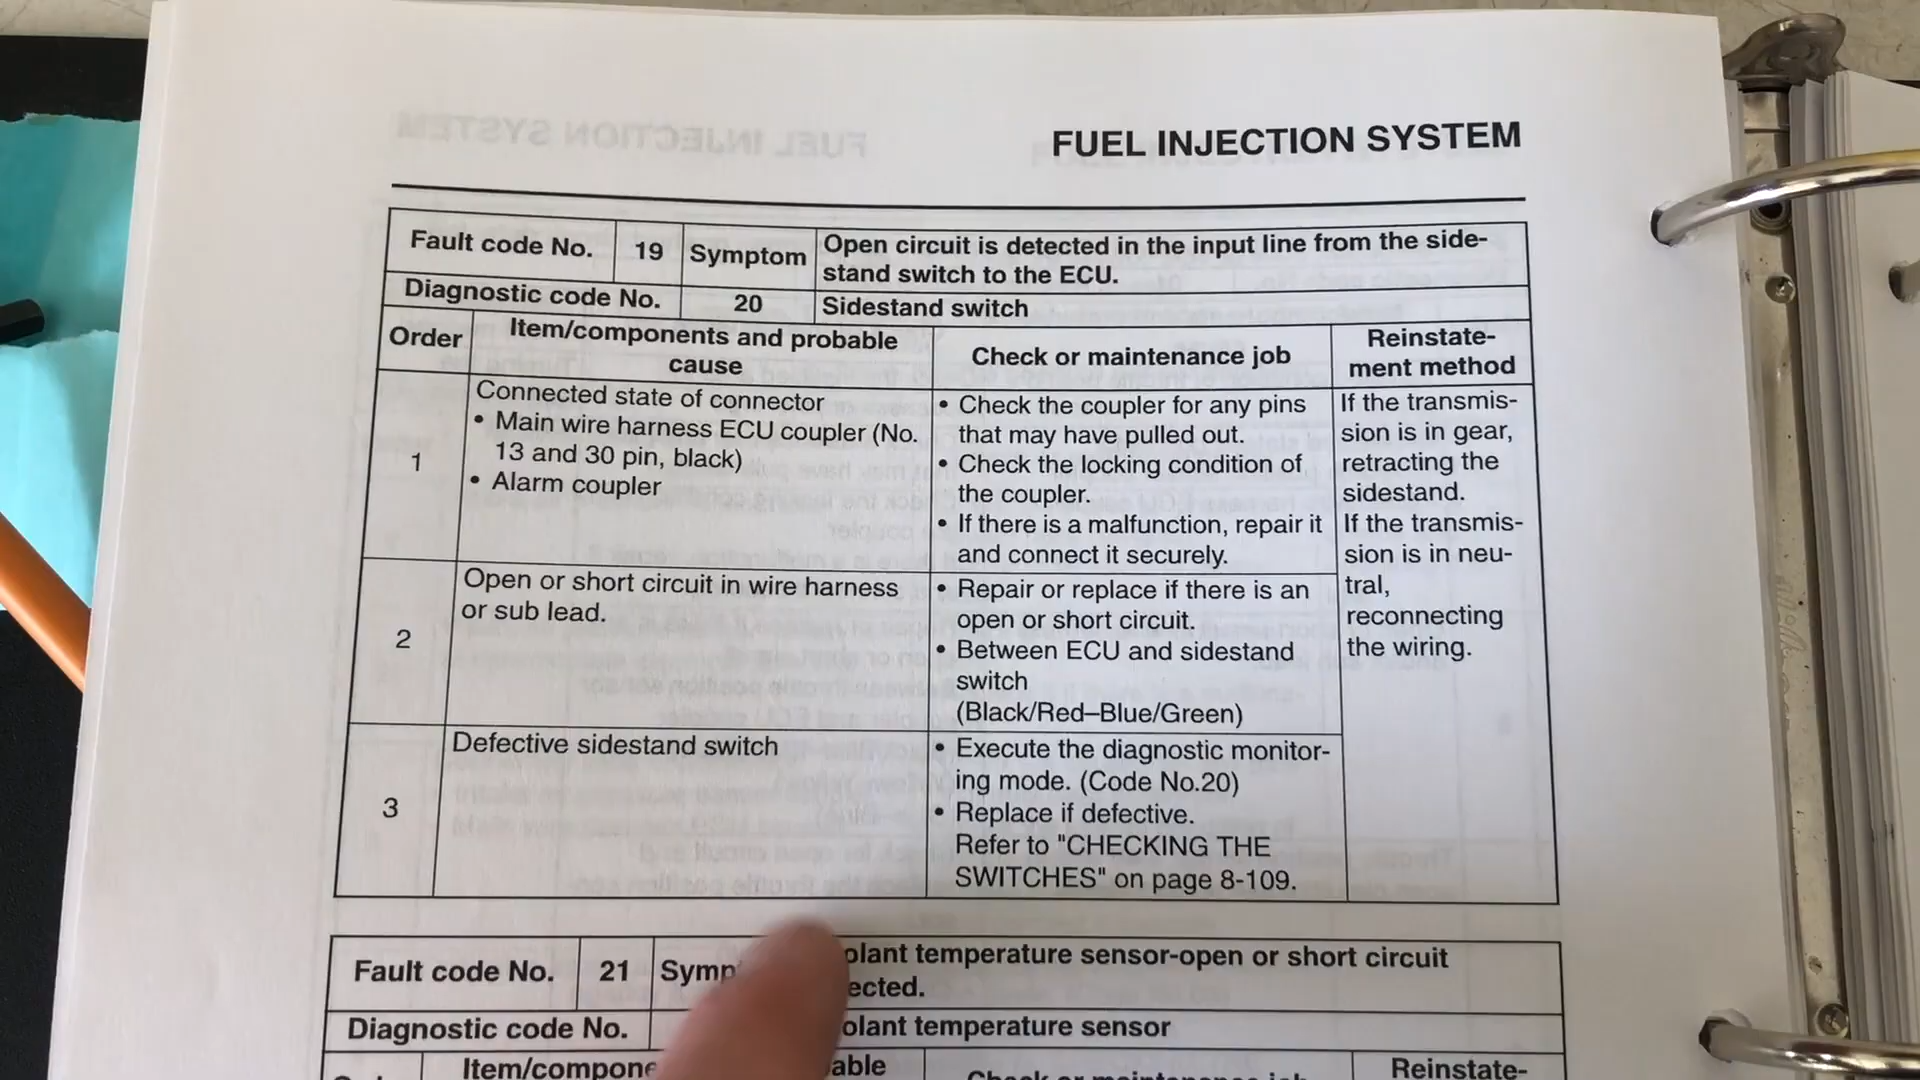 FUEL INJECTION SYSTEM
Fault code No. 19 Symptom Open circuit is detected in the input line from the side-
stand switch to the ECU.
Diagnostic code No. 20 Sidestand switch
Order
Item/components and probable
cause
Check or maintenance job
Reinstate-
ment method
1
Connected state of connector
• Main wire harness ECU coupler (No.
13 and 30 pin, black)
• Alarm coupler
• Check the coupler for any pins
that may have pulled out.
• Check the locking condition of
the coupler.
• If there is a malfunction, repair it
and connect it securely.
If the transmis-
sion is in gear,
retracting the
sidestand.
If the transmis-
sion is in neu-
tral,
reconnecting
the wiring.
2
Open or short circuit in wire harness
or sub lead.
• Repair or replace if there is an
open or short circuit.
• Between ECU and sidestand
switch
(Black/Red–Blue/Green)
3
Defective sidestand switch
• Execute the diagnostic monitor-
ing mode. (Code No.20)
• Replace if defective.
Refer to "CHECKING THE
SWITCHES" on page 8-109.
Fault code No. 21 Symp olant temperature sensor-open or short circuit
ected.
Diagnostic code No. olant temperature sensor
Item/compone able
Check or maintenance job
Reinstate-